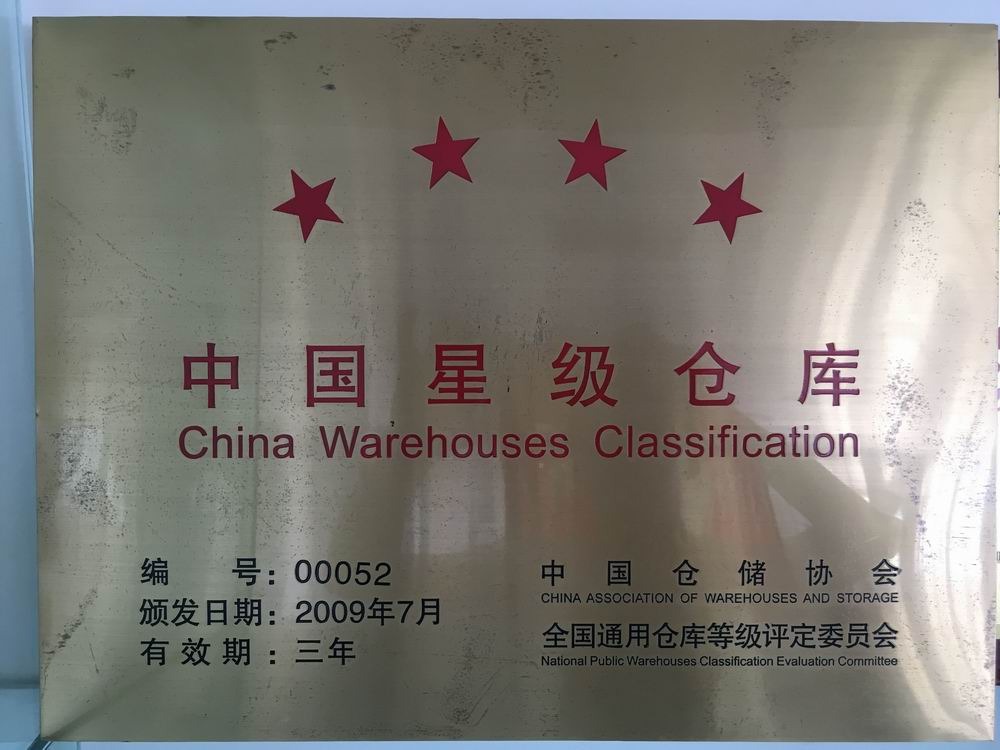 中国星级仓库
China Warehouses Classification
编 号：00052
颁发日期：2009年7月
有效期：三年
中国仓储协会
CHINA ASSOCIATION OF WAREHOUSES AND STORAGE
全国通用仓库等级评定委员会
National Public Warehouses Classification Evaluation Committee